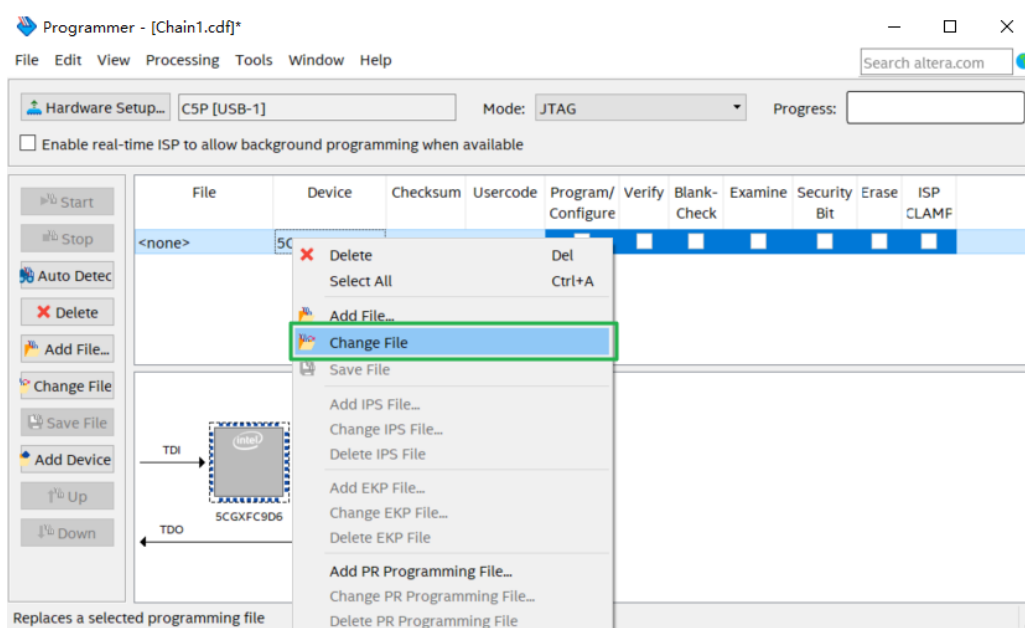 Programmer - [Chain1.cdf]*
File Edit View Processing Tools Window Help
Search altera.com
Hardware Setup... C5P [USB-1] Mode: JTAG Progress:
Enable real-time ISP to allow background programming when available
File Device Checksum Usercode Program/ Configure Verify Blank- Check Examine Security Bit Erase ISP CLAMP
<none> 5C
Start
Stop
Auto Detec
Delete
Add File...
Change File
Save File
Add Device
Up
Down
Delete Del
Select All Ctrl+A
Add File...
Change File
Save File
Add IPS File...
Change IPS File...
Delete IPS File
Add EKP File...
Change EKP File...
Delete EKP File
Add PR Programming File...
Change PR Programming File...
Delete PR Programming File
TDI
intel
5CGXFC9D6
TDO
Replaces a selected programming file